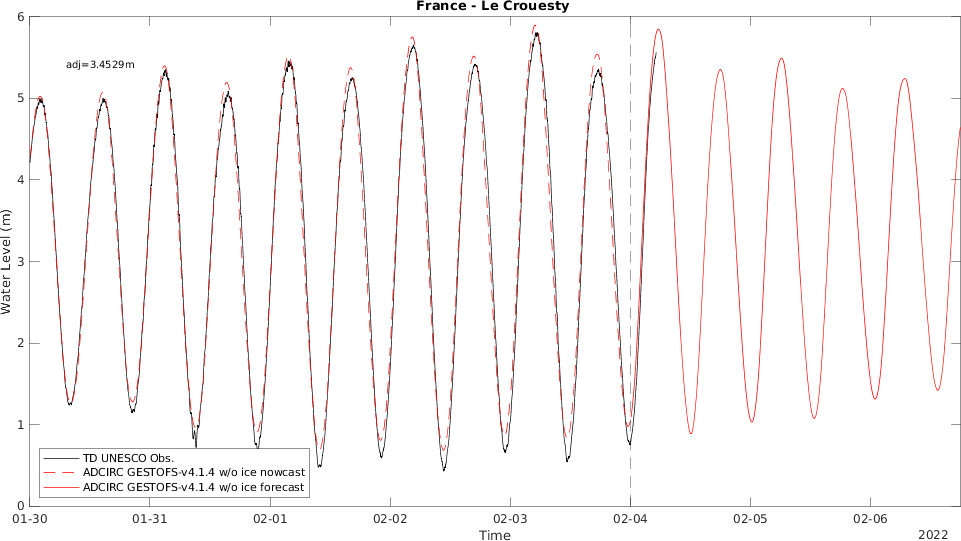 France - Le Crouesty
adj=3.4529m
6
5
4
3
2
1
0
Water Level (m)
TD UNESCO Obs.
ADCIRC GESTOFS-v4.1.4 w/o ice nowcast
ADCIRC GESTOFS-v4.1.4 w/o ice forecast
01-30 01-31 02-01 02-02 02-03 02-04 02-05 02-06
Time
2022